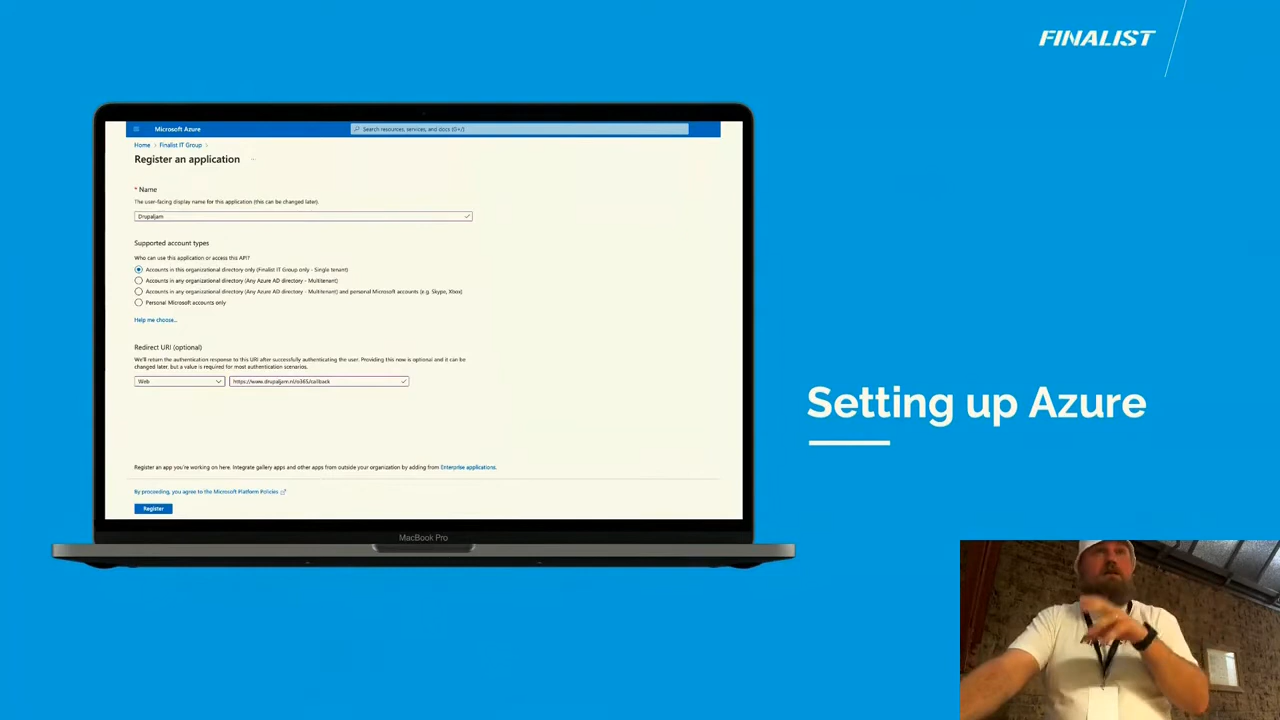 FINALIST
Microsoft Azure
Search resources, services, and docs (G+/)
Home > Finalist IT Group >
Register an application ...
* Name
The user-facing display name for this application (this can be changed later).
Drupaljam
Supported account types
Who can use this application or access this API?
Accounts in this organizational directory only (Finalist IT Group only - Single tenant)
Accounts in any organizational directory (Any Azure AD directory - Multitenant)
Accounts in any organizational directory (Any Azure AD directory - Multitenant) and personal Microsoft accounts (e.g. Skype, Xbox)
Personal Microsoft accounts only
Help me choose...
Redirect URI (optional)
We'll return the authentication response to this URI after successfully authenticating the user. Providing this now is optional and it can be
changed later, but a value is required for most authentication scenarios.
Web
https://www.drupaljam.nl/o365/callback
Register an app you're working on here. Integrate gallery apps and other apps from outside your organization by adding from Enterprise applications.
By proceeding, you agree to the Microsoft Platform Policies
Register
MacBook Pro
Setting up Azure